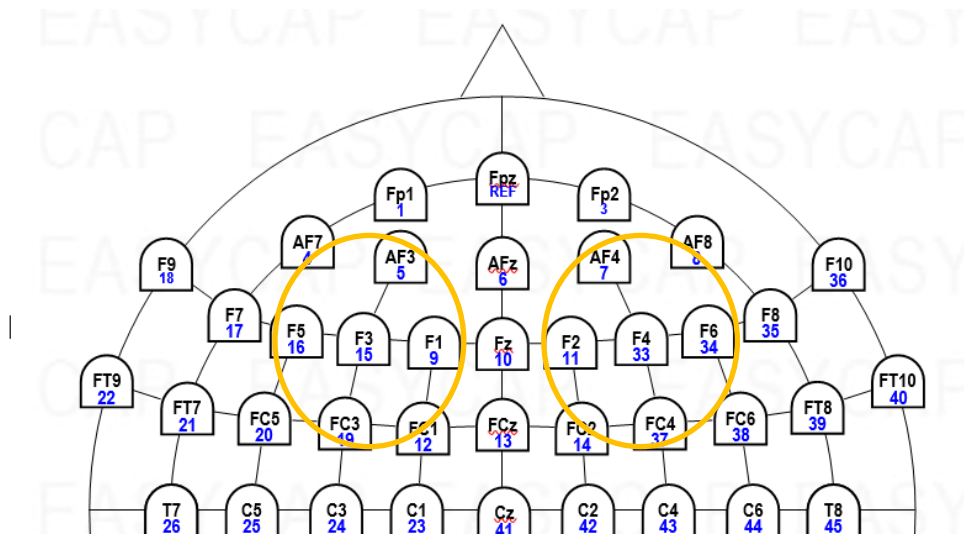 EASYCAP EASYCAP EASYCAP
CAP EASYCAP EASYCAP
Fpz
REF
Fp1
1
Fp2
3
AF7
4
AF3
5
AFz
6
AF4
7
AF8
8
F9
18
F10
36
F7
17
F5
16
F3
15
F1
9
Fz
10
F2
11
F4
33
F6
34
F8
35
FT9
22
FT7
21
FC5
20
FC3
19
FC1
12
FCz
13
FC2
14
FC4
37
FC6
38
FT8
39
FT10
40
T7
26
C5
25
C3
24
C1
23
Cz
41
C2
42
C4
43
C6
44
T8
45